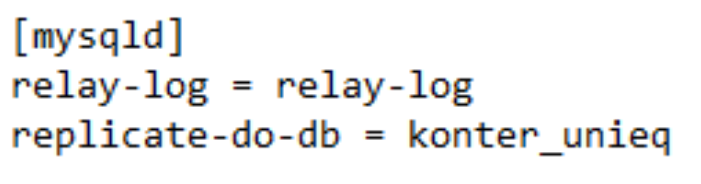 [mysqld]
relay-log = relay-log
replicate-do-db = konter_unieq